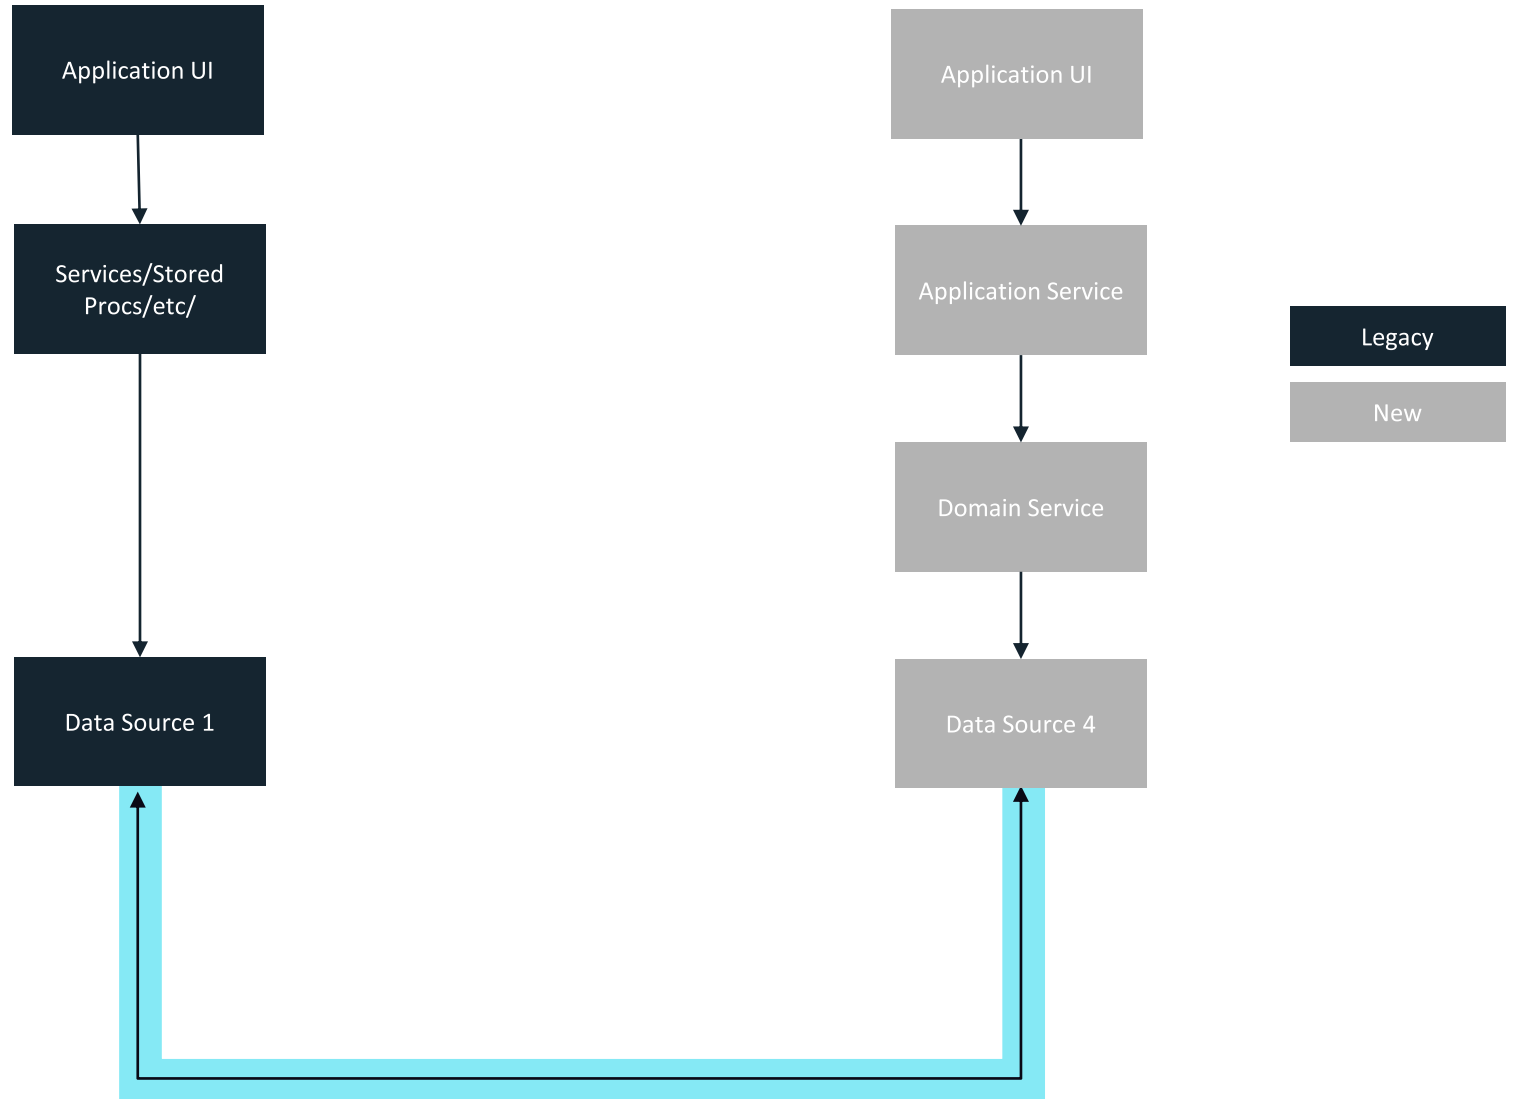 Application UI
Services/Stored
Procs/etc/
Data Source 1
Application UI
Application Service
Domain Service
Data Source 4
Legacy
New